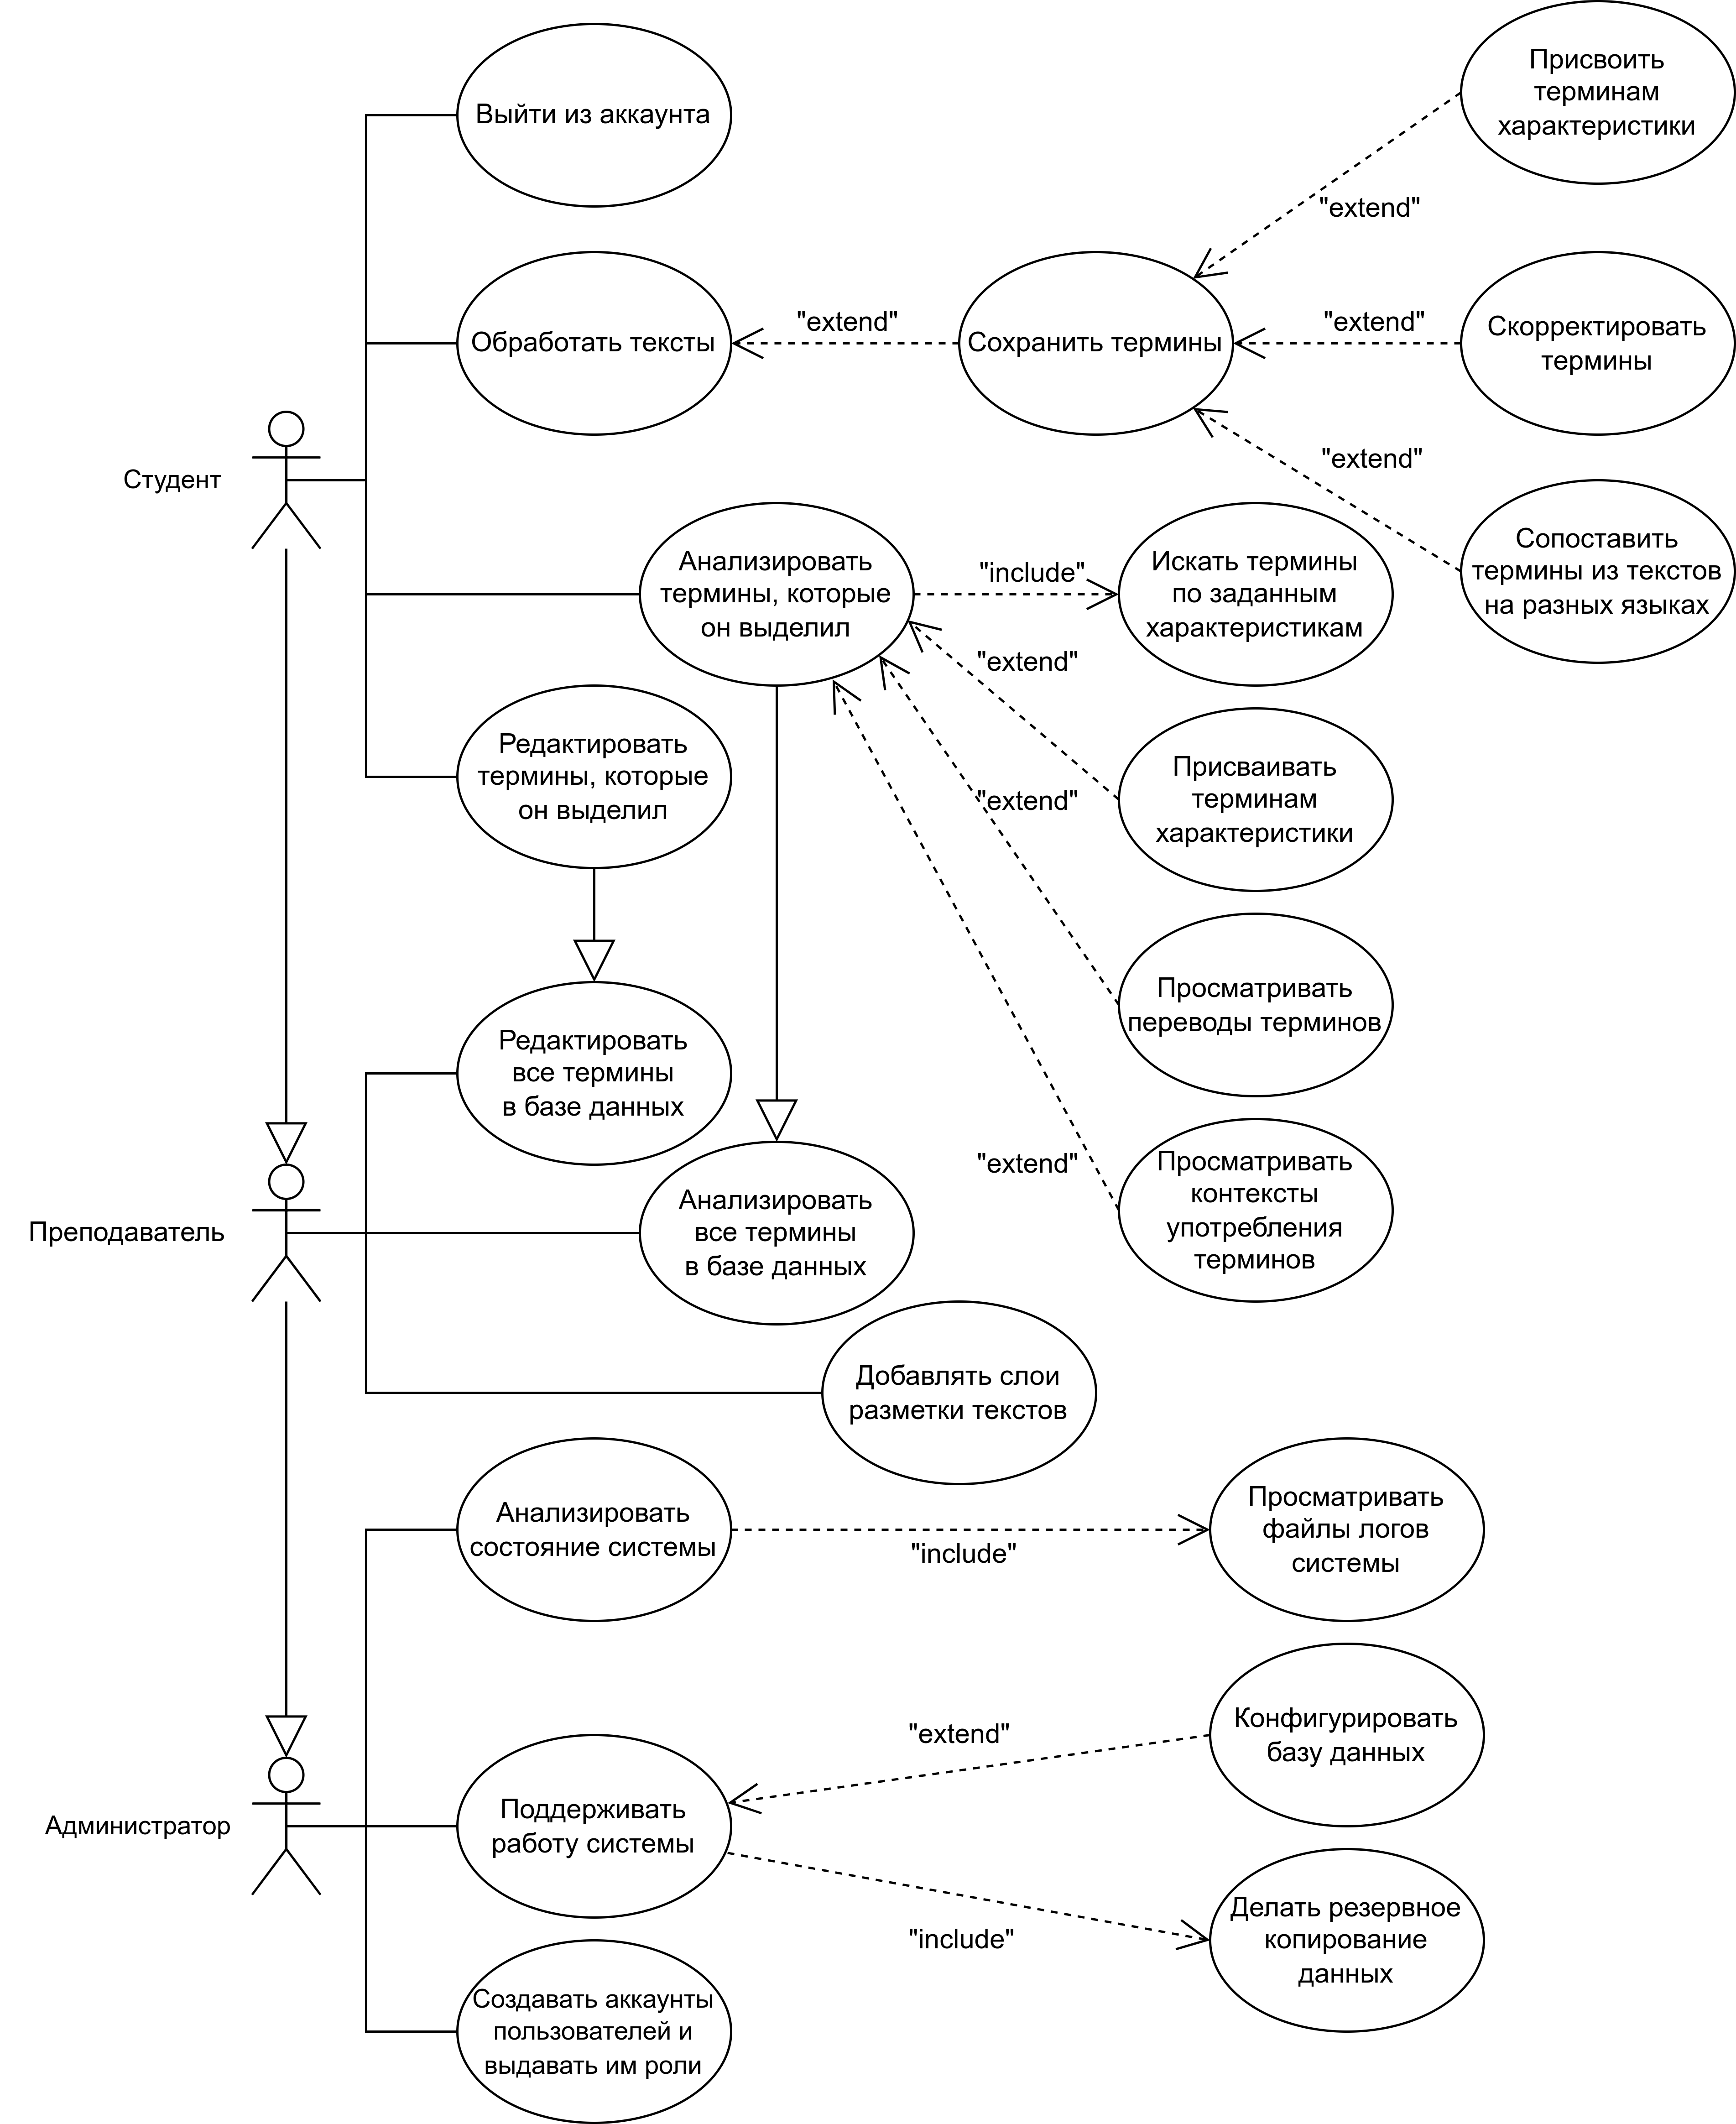 Выйти из аккаунта
Присвоить
терминам
характеристики
"extend"
Обработать тексты
"extend"
Сохранить термины
"extend"
Скорректировать
термины
"extend"
Сопоставить
термины из текстов
на разных языках
Студент
Анализировать
термины, которые
он выделил
"include"
Искать термины
по заданным
характеристикам
"extend"
Редактировать
термины, которые
он выделил
"extend"
Присваивать
терминам
характеристики
Просматривать
переводы терминов
Редактировать
все термины
в базе данных
"extend"
Просматривать
контексты
употребления
терминов
Преподаватель
Анализировать
все термины
в базе данных
Добавлять слои
разметки текстов
Анализировать
состояние системы
"include"
Просматривать
файлы логов
системы
"extend"
Конфигурировать
базу данных
Администратор
Поддерживать
работу системы
"include"
Делать резервное
копирование
данных
Создавать аккаунты
пользователей и
выдавать им роли